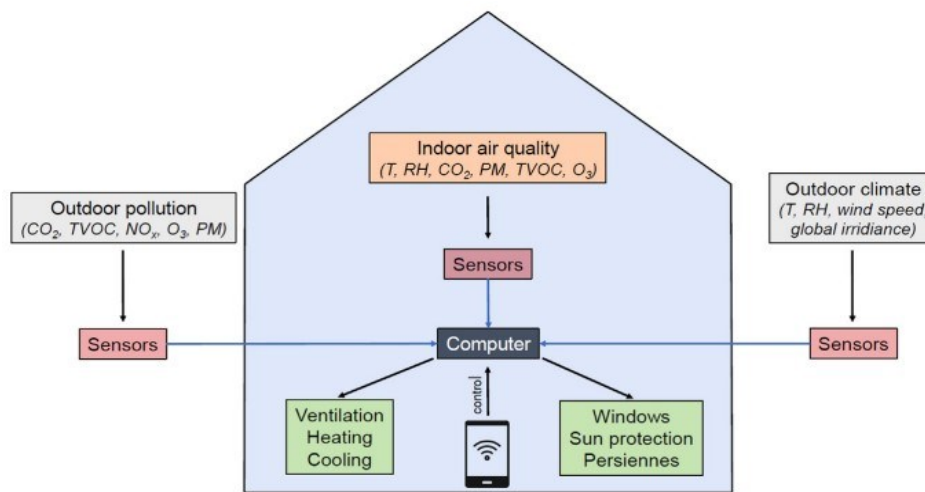 Indoor air quality
(T, RH, CO₂, PM, TVOC, O₃)
Outdoor pollution
(CO₂, TVOC, NOₓ, O₃, PM)
Outdoor climate
(T, RH, wind speed,
global irridiance)
Sensors
Sensors
Computer
Sensors
control
Ventilation
Heating
Cooling
Windows
Sun protection
Persiennes